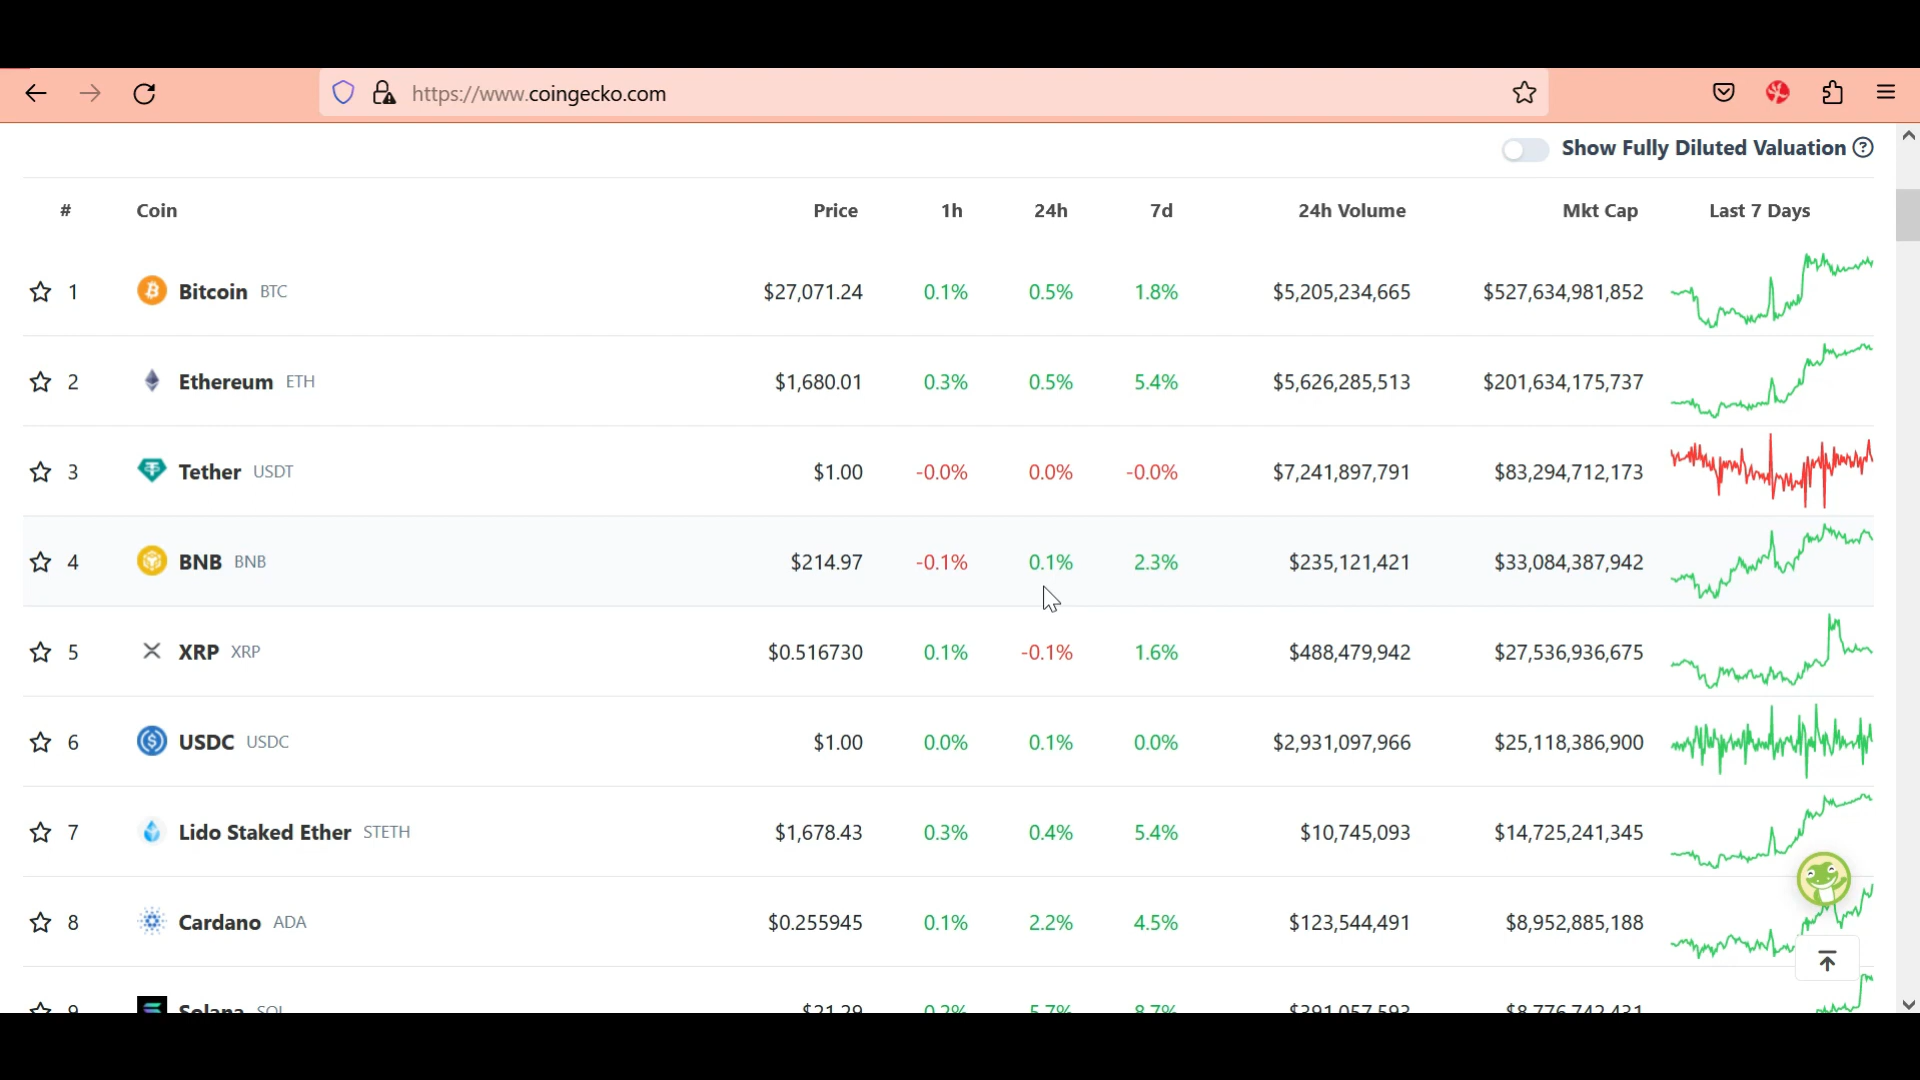 https://www.coingecko.com
Show Fully Diluted Valuation
# Coin Price 1h 24h 7d 24h Volume Mkt Cap Last 7 Days
1 Bitcoin BTC $27,071.24 0.1% 0.5% 1.8% $5,205,234,665 $527,634,981,852
2 Ethereum ETH $1,680.01 0.3% 0.5% 5.4% $5,626,285,513 $201,634,175,737
3 Tether USDT $1.00 -0.0% 0.0% -0.0% $7,241,897,791 $83,294,712,173
4 BNB BNB $214.97 -0.1% 0.1% 2.3% $235,121,421 $33,084,387,942
5 XRP XRP $0.516730 0.1% -0.1% 1.6% $488,479,942 $27,536,936,675
6 USDC USDC $1.00 0.0% 0.1% 0.0% $2,931,097,966 $25,118,386,900
7 Lido Staked Ether STETH $1,678.43 0.3% 0.4% 5.4% $10,745,093 $14,725,241,345
8 Cardano ADA $0.255945 0.1% 2.2% 4.5% $123,544,491 $8,952,885,188
Solana SOL